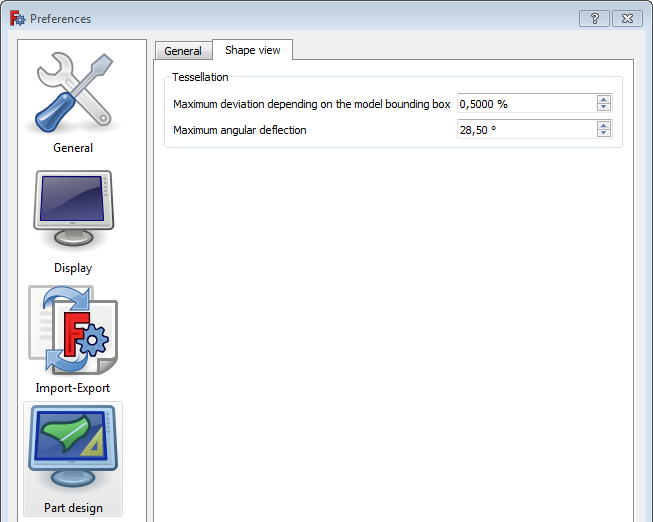 Preferences
General
Display
Import-Export
Part design
General
Shape view
Tessellation
Maximum deviation depending on the model bounding box
0,5000 %
Maximum angular deflection
28,50 °